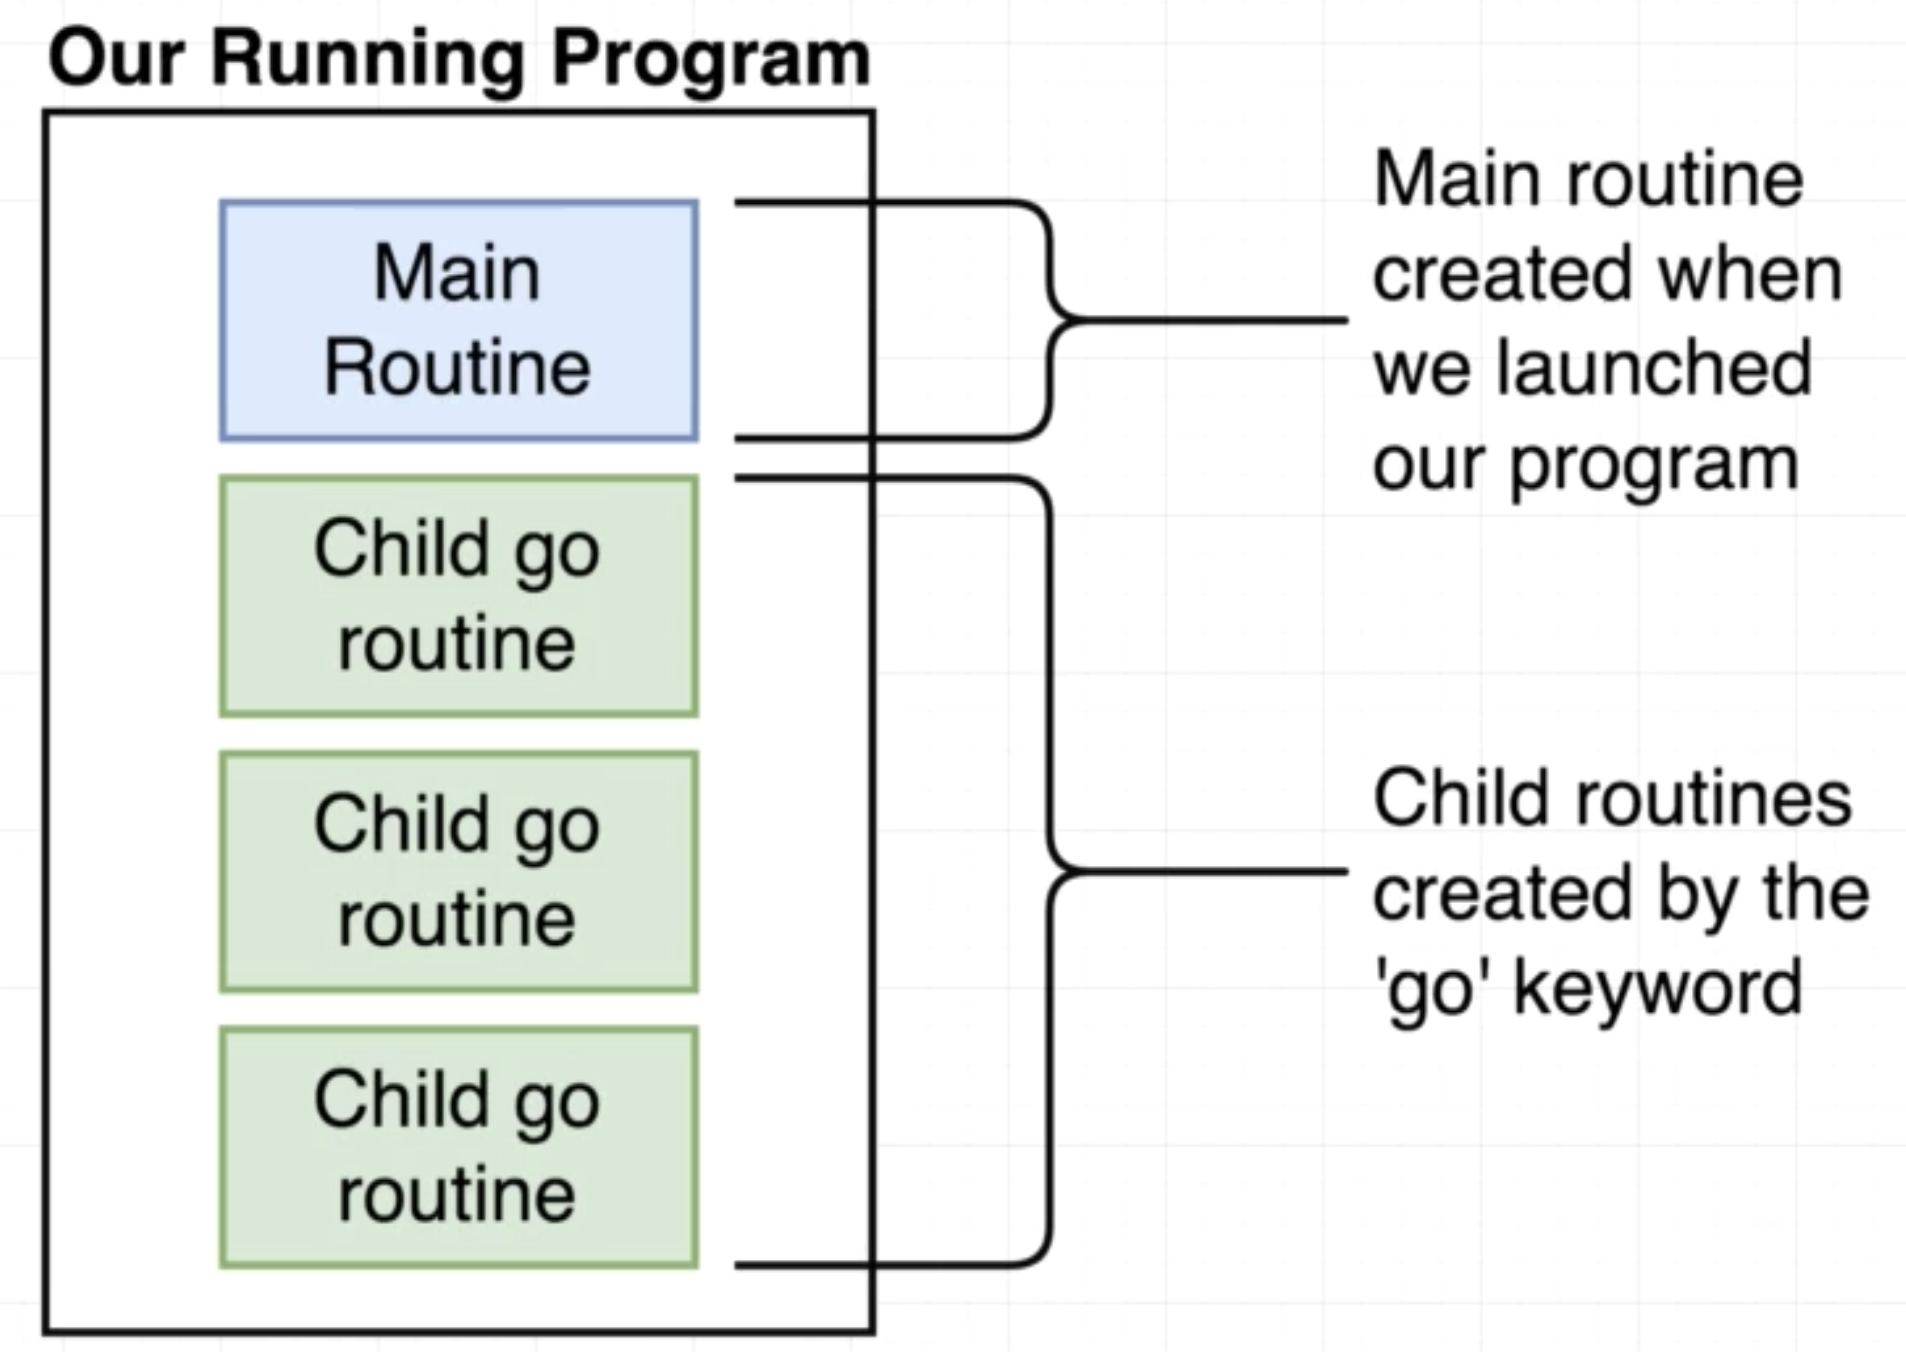 Our Running Program
Main
Routine
Child go
routine
Child go
routine
Child go
routine
Main routine
created when
we launched
our program
Child routines
created by the
'go' keyword